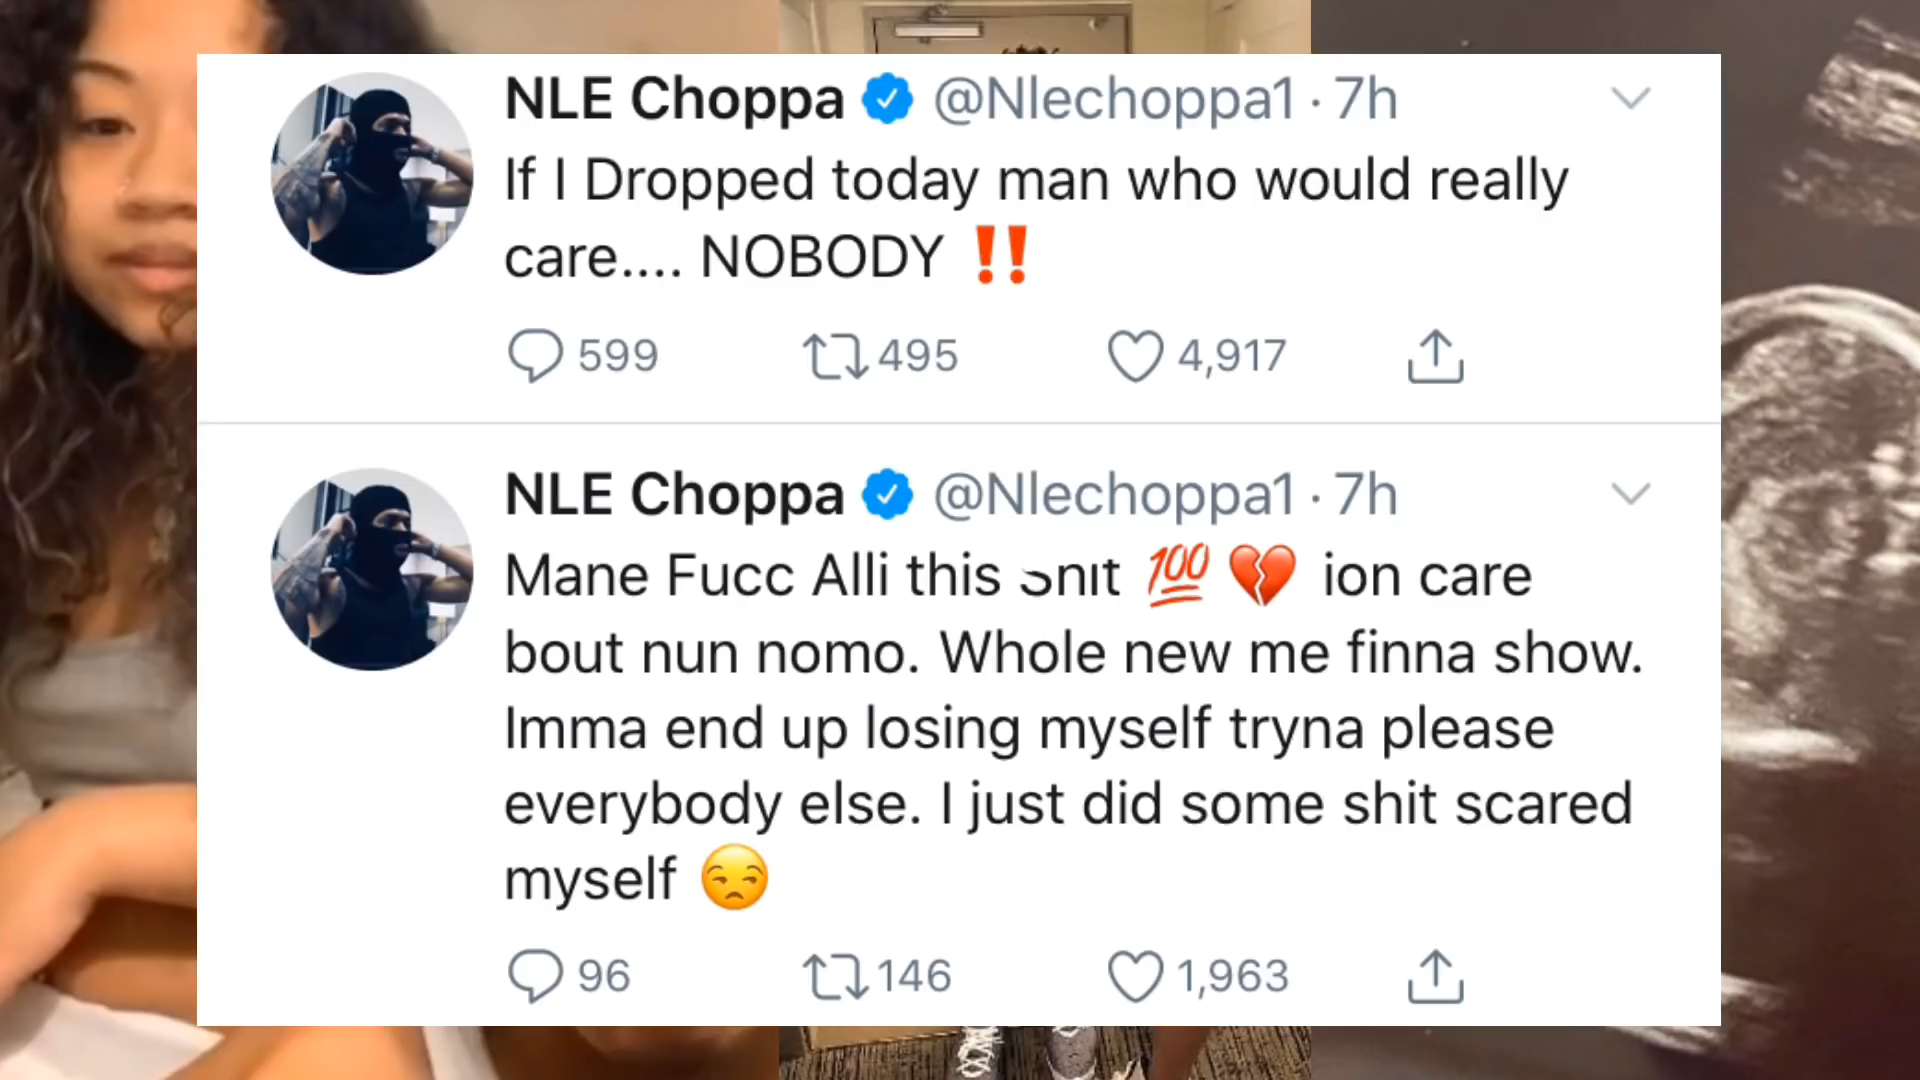 NLE Choppa @Nlechoppa1 · 7h
If I Dropped today man who would really
care.... NOBODY ‼️
599 495 4,917
NLE Choppa @Nlechoppa1 · 7h
Mane Fucc Alli this Shit 💯 💔 ion care
bout nun nomo. Whole new me finna show.
Imma end up losing myself tryna please
everybody else. I just did some shit scared
myself 😒
96 146 1,963